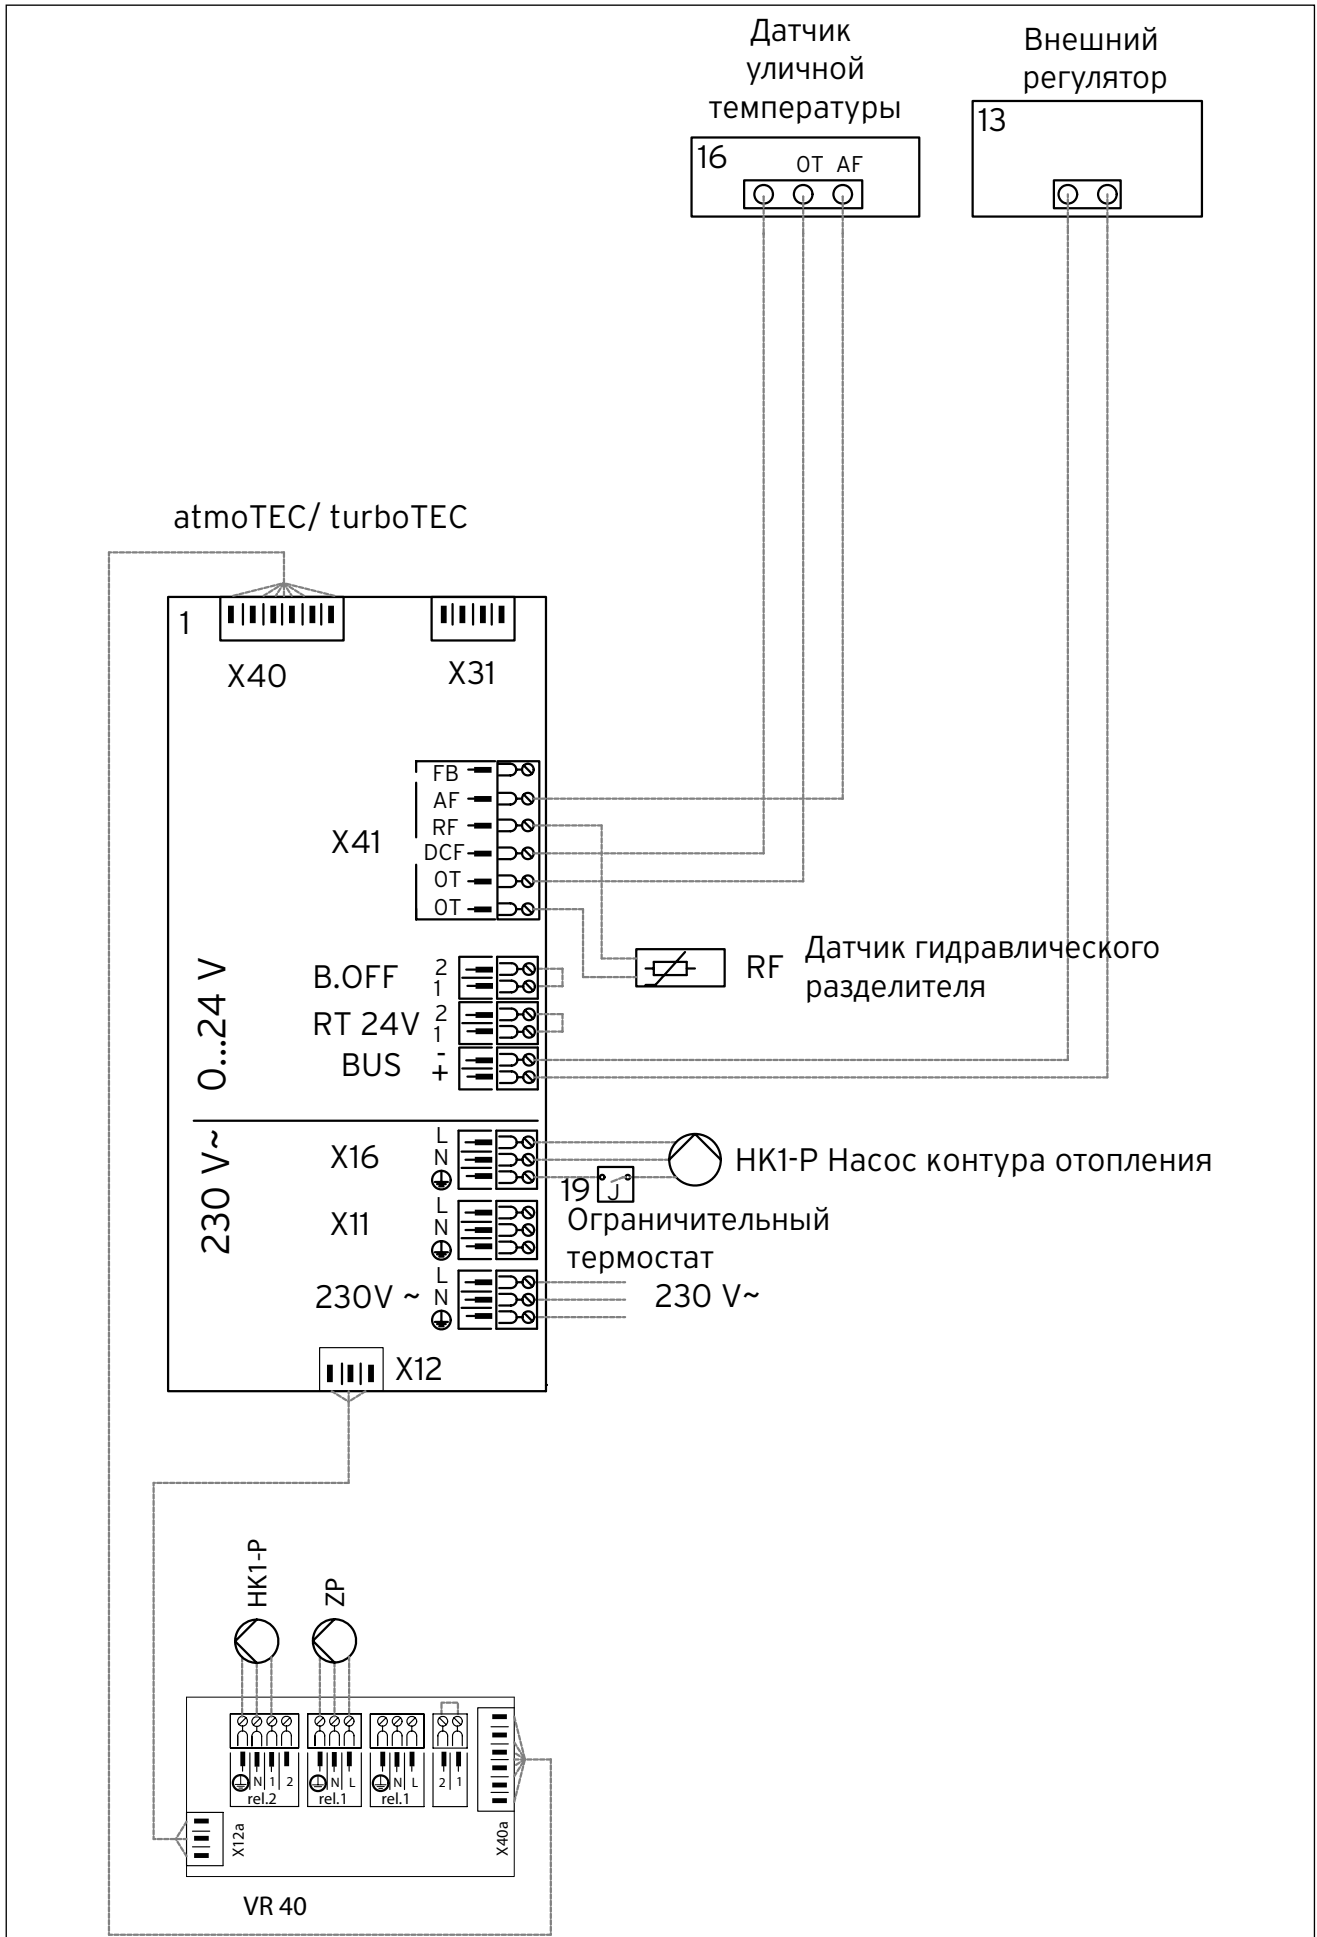 Датчик
уличной
температуры
Внешний
регулятор
16
OT AF
13
atmoTEC/ turboTEC
1
X40
X31
X41
FB
AF
RF
DCF
OT
OT
0...24 V
B.OFF
2
1
RT 24V
2
1
BUS
-
+
RF
Датчик гидравлического
разделителя
230 V~
X16
L
N
HK1-P Насос контура отопления
19
J
Ограничительный
термостат
X11
L
N
230V ~
L
N
230 V~
X12
HK1-P
ZP
N 1 2
rel.2
N L
rel.1
N L
rel.1
2 1
X12a
X40a
VR 40